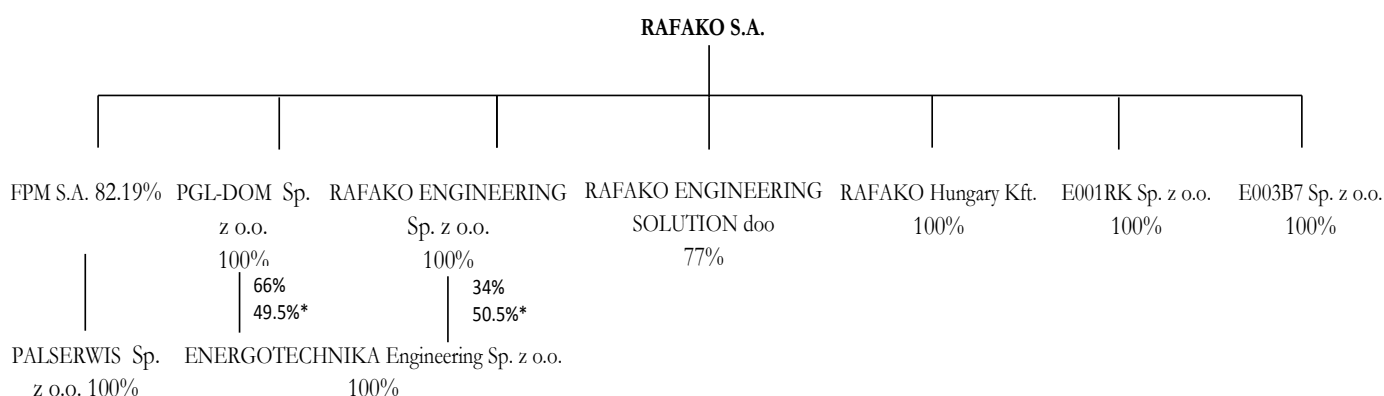 RAFAKO S.A.
FPM S.A. 82.19%
PGL-DOM Sp.
z o.o.
100%
RAFAKO ENGINEERING
Sp. z o.o.
100%
RAFAKO ENGINEERING
SOLUTION doo
77%
RAFAKO Hungary Kft.
100%
E001RK Sp. z o.o.
100%
E003B7 Sp. z o.o.
100%
66%
49.5%*
34%
50.5%*
PALSERWIS Sp.
z o.o. 100%
ENERGOTECHNIKA Engineering Sp. z o.o.
100%